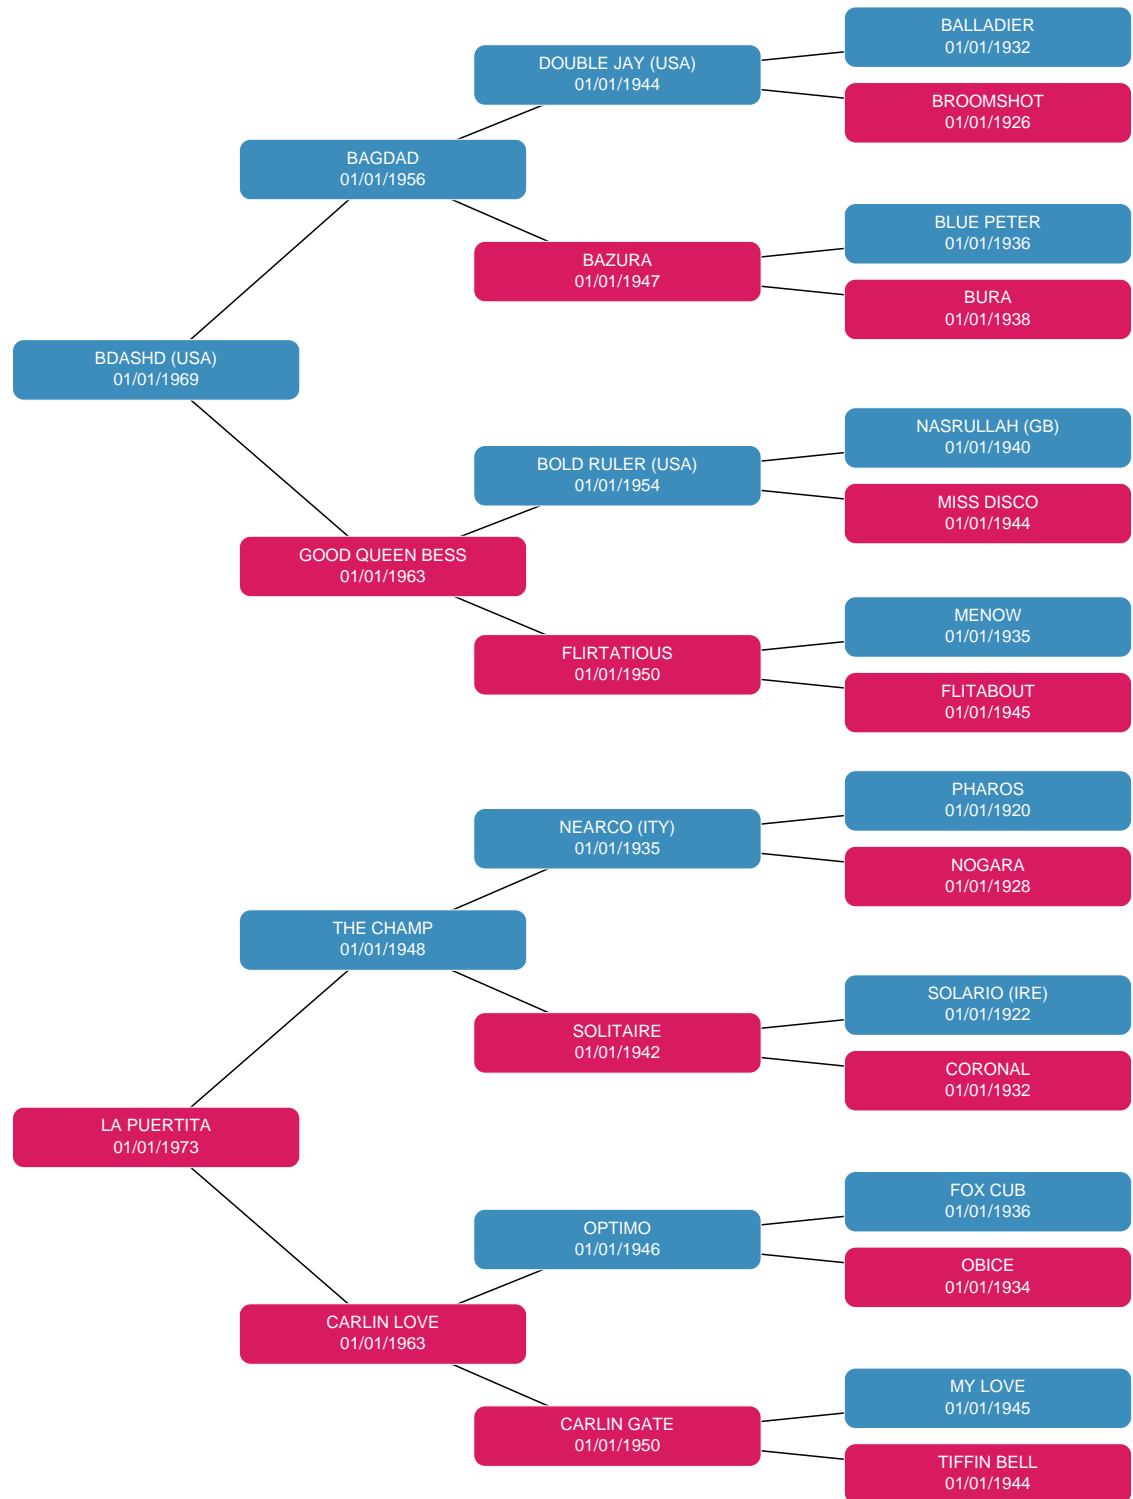 BALLADIER
01/01/1932
DOUBLE JAY (USA)
01/01/1944
BROOMSHOT
01/01/1926
BAGDAD
01/01/1956
BLUE PETER
01/01/1936
BAZURA
01/01/1947
BURA
01/01/1938
BDASHD (USA)
01/01/1969
NASRULLAH (GB)
01/01/1940
BOLD RULER (USA)
01/01/1954
MISS DISCO
01/01/1944
GOOD QUEEN BESS
01/01/1963
MENOW
01/01/1935
FLIRTATIOUS
01/01/1950
FLITABOUT
01/01/1945
PHAROS
01/01/1920
NEARCO (ITY)
01/01/1935
NOGARA
01/01/1928
THE CHAMP
01/01/1948
SOLARIO (IRE)
01/01/1922
SOLITAIRE
01/01/1942
CORONAL
01/01/1932
LA PUERTITA
01/01/1973
FOX CUB
01/01/1936
OPTIMO
01/01/1946
OBICE
01/01/1934
CARLIN LOVE
01/01/1963
MY LOVE
01/01/1945
CARLIN GATE
01/01/1950
TIFFIN BELL
01/01/1944